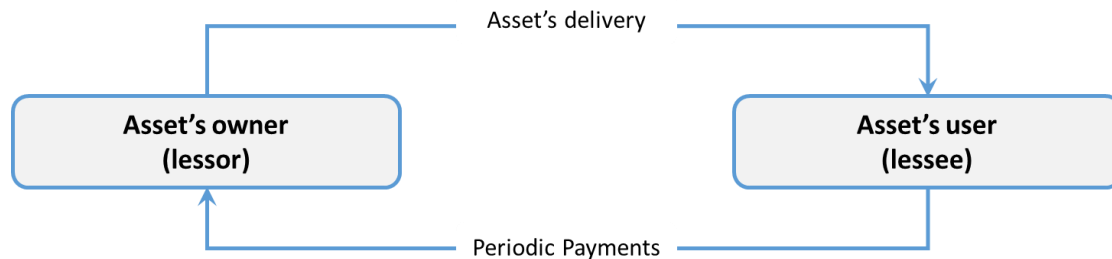 Asset’s delivery
Asset’s owner
(lessor)
Asset’s user
(lessee)
Periodic Payments